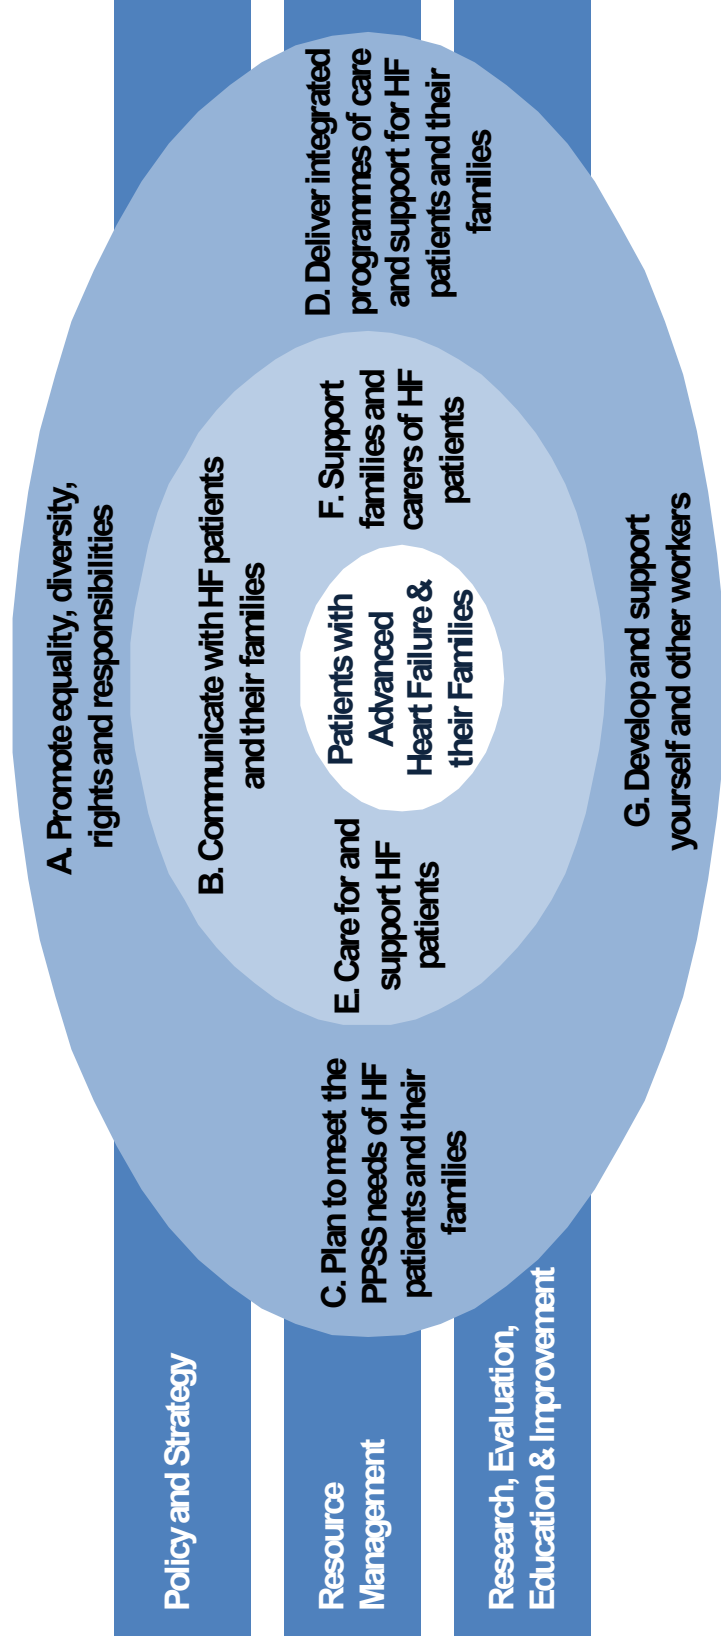 A. Promote equality, diversity,
rights and responsibilities
B. Communicate with HF patients
and their families
Policy and Strategy
C. Plan to meet the
PPSS needs of HF
patients and their
families
E. Care for and
support HF
patients
Patients with
Advanced
Heart Failure &
their Families
F. Support
families and
carers of HF
patients
D. Deliver integrated
programmes of care
and support for HF
patients and their
families
Resource
Management
Research, Evaluation,
Education & Improvement
G. Develop and support
yourself and other workers